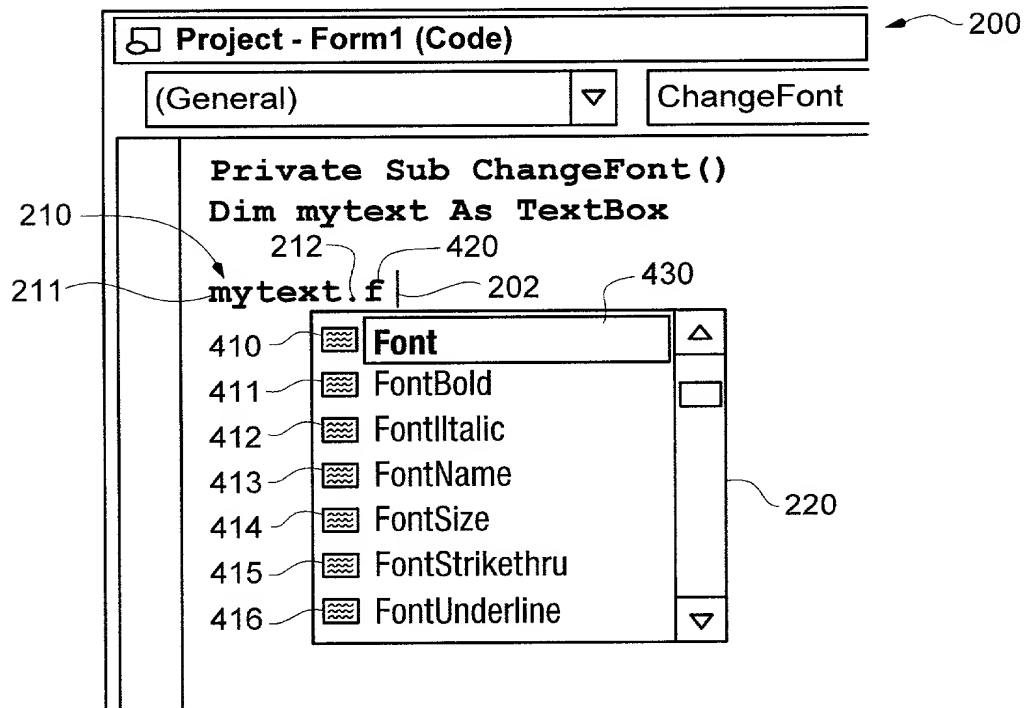 200
Project - Form1 (Code)
(General) ChangeFont
Private Sub ChangeFont()
Dim mytext As TextBox
210
212 420
211 mytext.f 202 430
410 Font
411 FontBold
412 FontlItalic
413 FontName
414 FontSize
220
415 FontStrikethru
416 FontUnderline